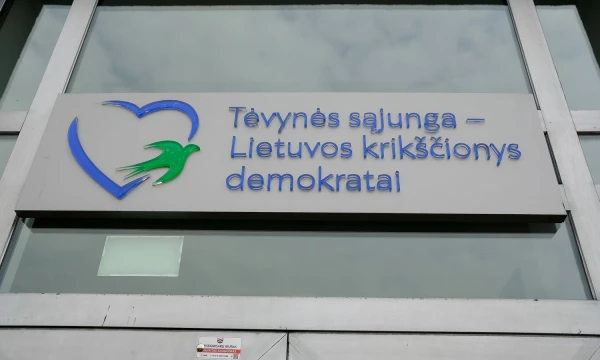 Tėvynės sąjunga –
Lietuvos krikščionys
demokratai